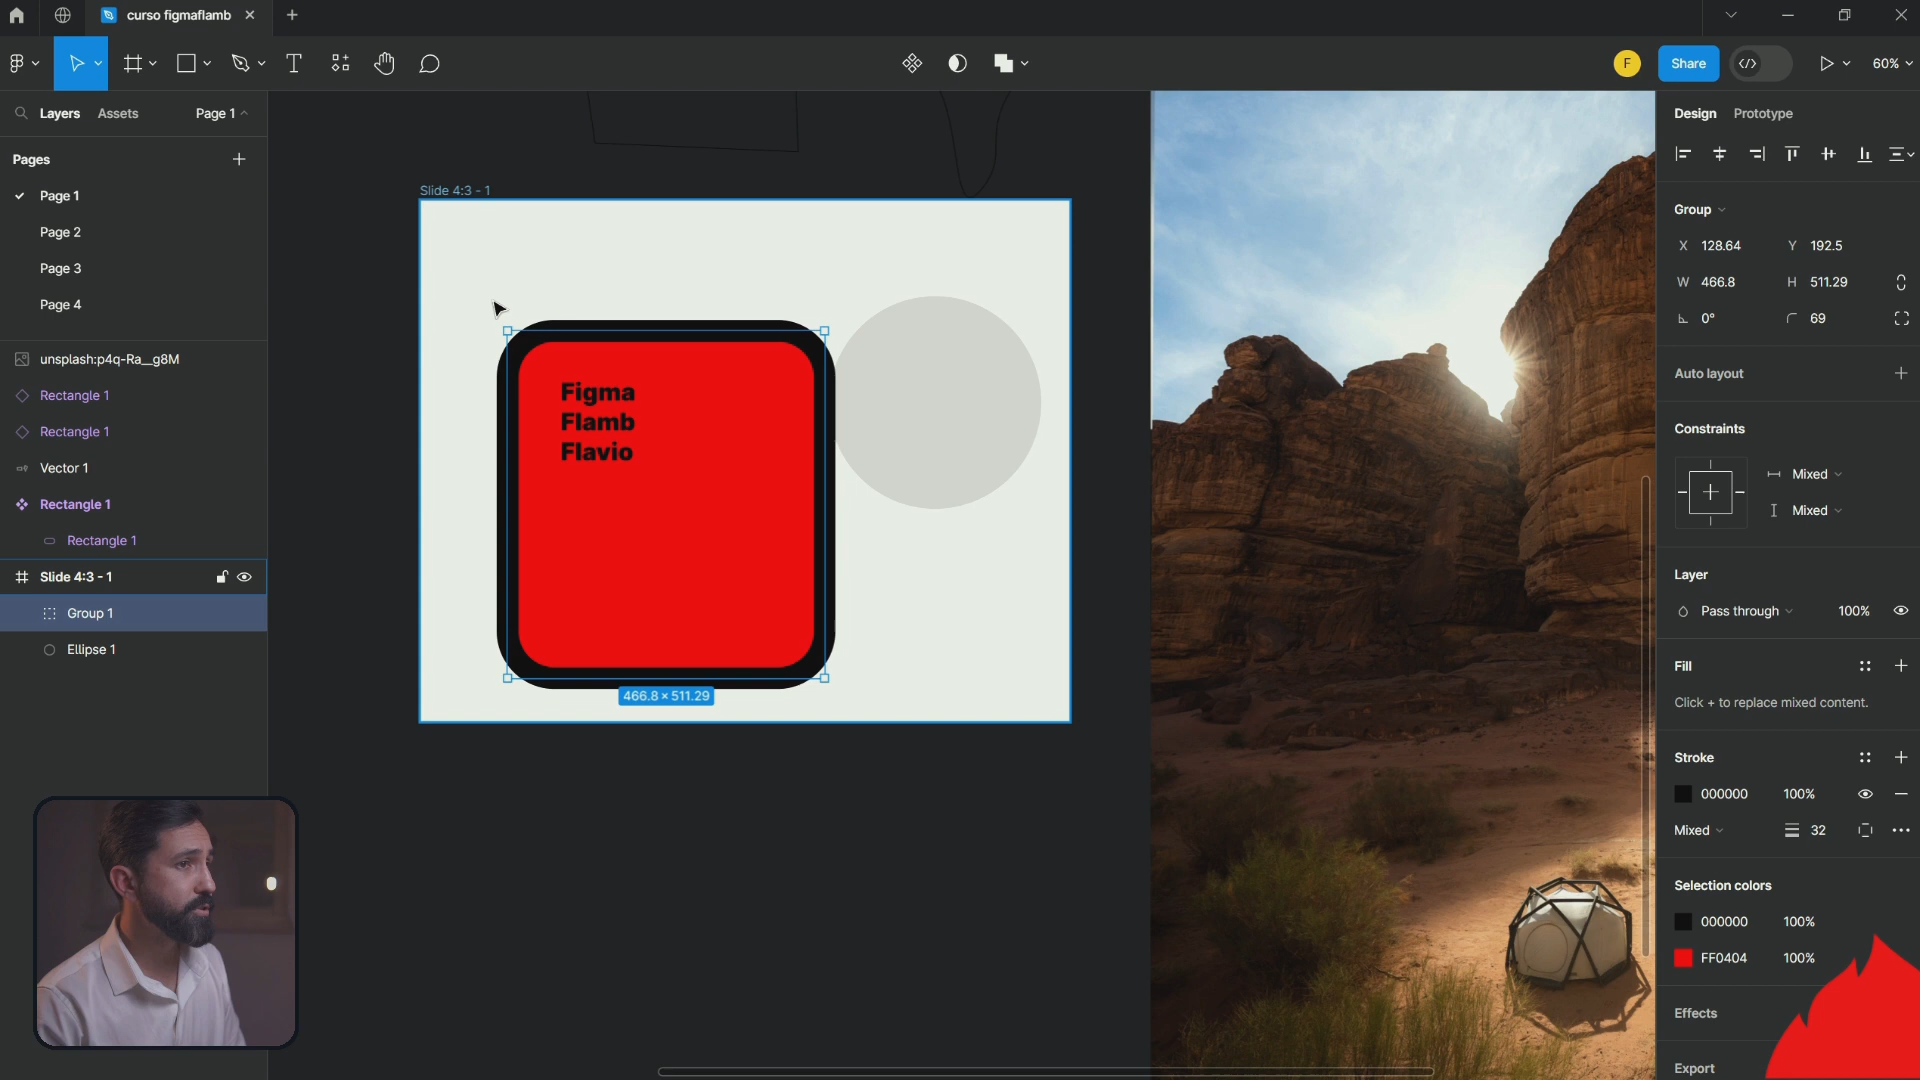 curso figmaflamb
Share
60%
F
Layers
Assets
Page 1
Pages
Page 1
Page 2
Page 3
Page 4
unsplash:p4q-Ra__g8M
Rectangle 1
Rectangle 1
Vector 1
Rectangle 1
Rectangle 1
Slide 4:3 - 1
Group 1
Ellipse 1
Slide 4:3 - 1
Figma
Flamb
Flavio
466.8 × 511.29
Design
Prototype
Group
X 128.64
Y 192.5
W 466.8
H 511.29
0°
69
Auto layout
Constraints
Mixed
Mixed
Layer
Pass through
100%
Fill
Click + to replace mixed content.
Stroke
000000
100%
Mixed
32
Selection colors
000000
100%
FF0404
100%
Effects
Export